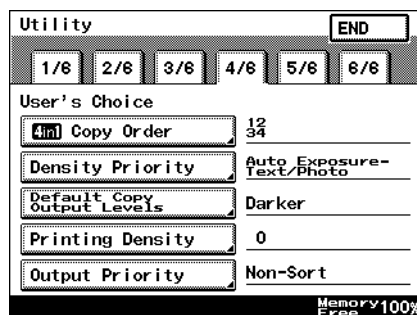 Utility
END
1/6 2/6 3/6 4/6 5/6 6/6
User's Choice
4in1 Copy Order
12
34
Density Priority
Auto Exposure-
Text/Photo
Default Copy
Output Levels
Darker
Printing Density
0
Output Priority
Non-Sort
Memory
Free
100%